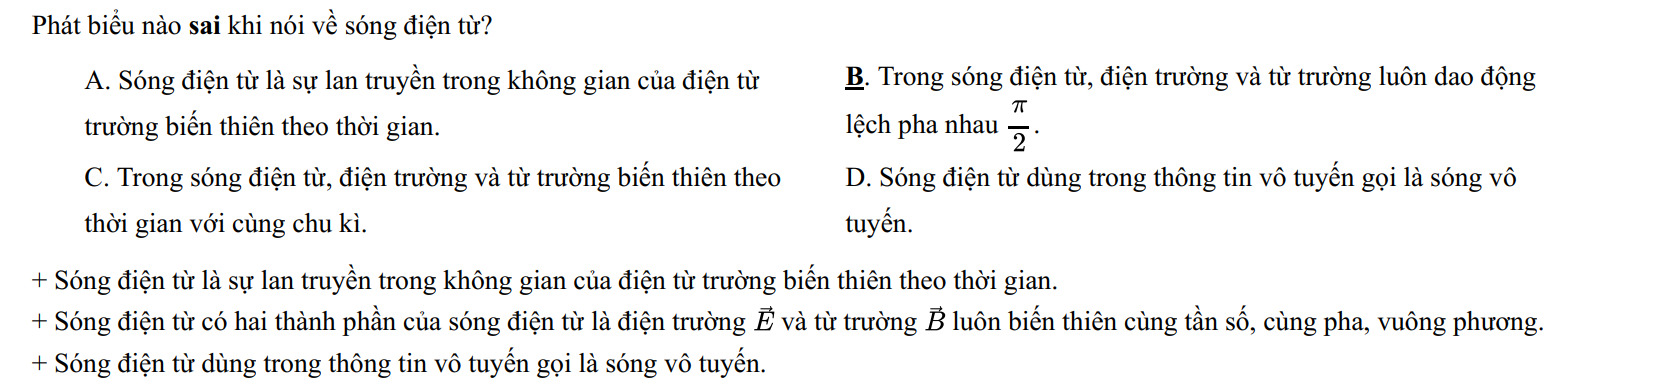 Phát biểu nào sai khi nói về sóng điện từ?
A. Sóng điện từ là sự lan truyền trong không gian của điện từ
trường biến thiên theo thời gian.
B. Trong sóng điện từ, điện trường và từ trường luôn dao động
lệch pha nhau π/2.
C. Trong sóng điện từ, điện trường và từ trường biến thiên theo
thời gian với cùng chu kì.
D. Sóng điện từ dùng trong thông tin vô tuyến gọi là sóng vô
tuyến.
+ Sóng điện từ là sự lan truyền trong không gian của điện từ trường biến thiên theo thời gian.
+ Sóng điện từ có hai thành phần của sóng điện từ là điện trường E⃗ và từ trường B⃗ luôn biến thiên cùng tần số, cùng pha, vuông phương.
+ Sóng điện từ dùng trong thông tin vô tuyến gọi là sóng vô tuyến.